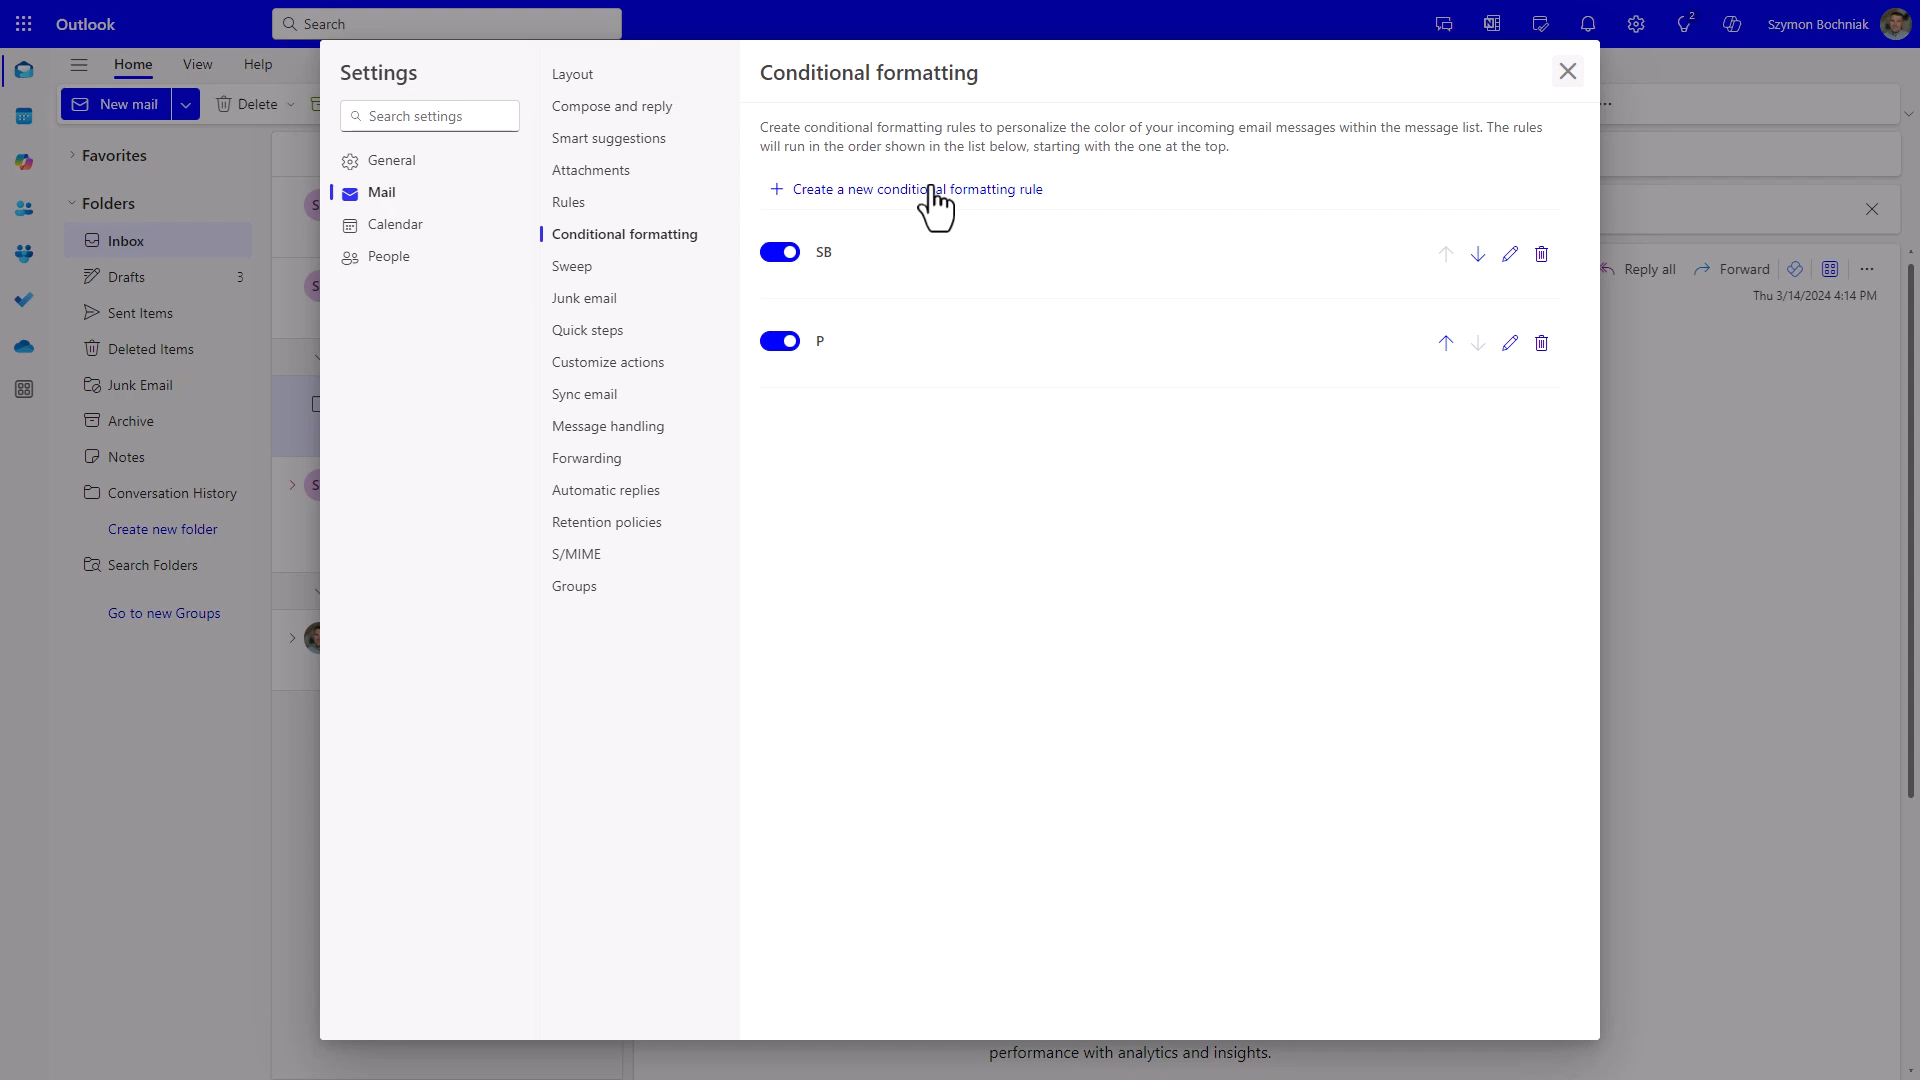 Outlook
Search
2
Szymon Bochniak
Home
View
Help
New mail
Delete
Favorites
Folders
Inbox
Drafts
3
Sent Items
Deleted Items
Junk Email
Archive
Notes
Conversation History
Create new folder
Search Folders
Go to new Groups
S
S
S
Settings
Search settings
General
Mail
Calendar
People
Layout
Compose and reply
Smart suggestions
Attachments
Rules
Conditional formatting
Sweep
Junk email
Quick steps
Customize actions
Sync email
Message handling
Forwarding
Automatic replies
Retention policies
S/MIME
Groups
Conditional formatting
Create conditional formatting rules to personalize the color of your incoming email messages within the message list. The rules
will run in the order shown in the list below, starting with the one at the top.
Create a new conditional formatting rule
SB
P
Reply all
Forward
Thu 3/14/2024 4:14 PM
performance with analytics and insights.